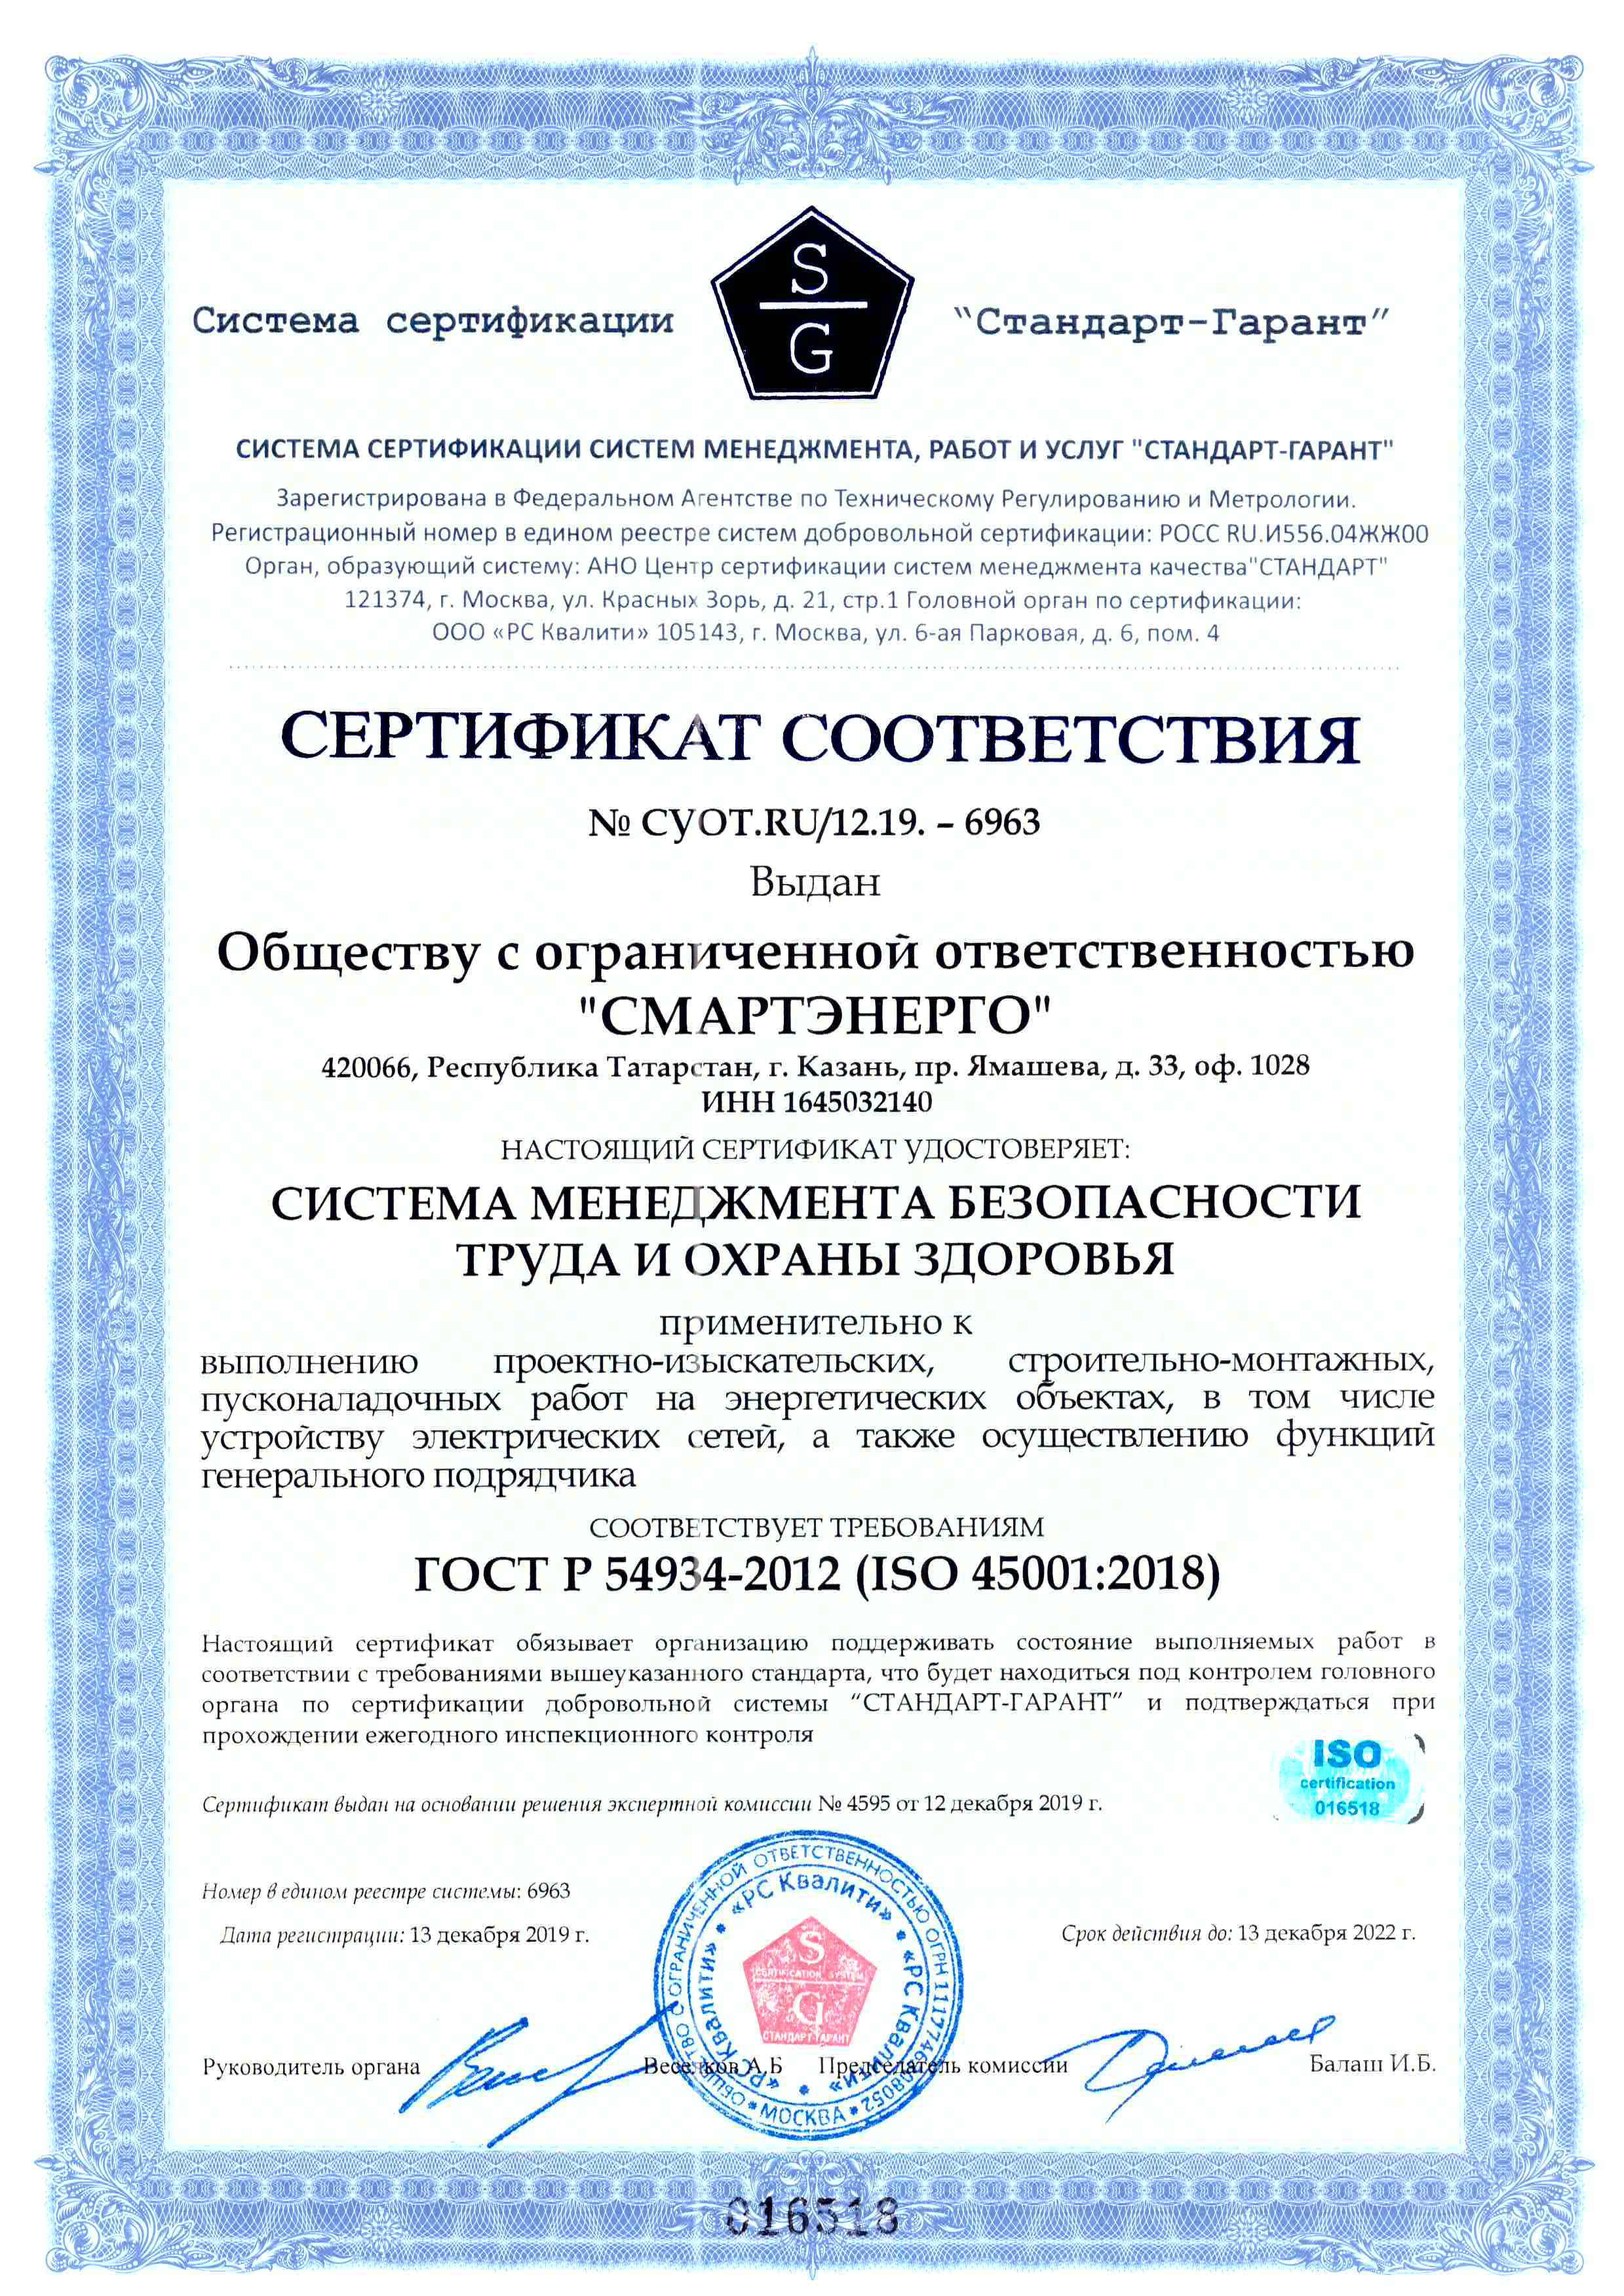 Система сертификации
S
G
"Стандарт-Гарант"
СИСТЕМА СЕРТИФИКАЦИИ СИСТЕМ МЕНЕДЖМЕНТА, РАБОТ И УСЛУГ "СТАНДАРТ-ГАРАНТ"
Зарегистрирована в Федеральном Агентстве по Техническому Регулированию и Метрологии.
Регистрационный номер в едином реестре систем добровольной сертификации: РОСС RU.И556.04ЖЖ00
Орган, образующий систему: АНО Центр сертификации систем менеджмента качества"СТАНДАРТ"
121374, г. Москва, ул. Красных Зорь, д. 21, стр.1 Головной орган по сертификации:
ООО «РС Квалити» 105143, г. Москва, ул. 6-ая Парковая, д. 6, пом. 4
СЕРТИФИКАТ СООТВЕТСТВИЯ
№ СУОТ.RU/12.19. – 6963
Выдан
Обществу с ограниченной ответственностью
"СМАРТЭНЕРГО"
420066, Республика Татарстан, г. Казань, пр. Ямашева, д. 33, оф. 1028
ИНН 1645032140
НАСТОЯЩИЙ СЕРТИФИКАТ УДОСТОВЕРЯЕТ:
СИСТЕМА МЕНЕДЖМЕНТА БЕЗОПАСНОСТИ
ТРУДА И ОХРАНЫ ЗДОРОВЬЯ
применительно к
выполнению проектно-изыскательских, строительно-монтажных,
пусконаладочных работ на энергетических объектах, в том числе
устройству электрических сетей, а также осуществлению функций
генерального подрядчика
СООТВЕТСТВУЕТ ТРЕБОВАНИЯМ
ГОСТ Р 54934-2012 (ISO 45001:2018)
Настоящий сертификат обязывает организацию поддерживать состояние выполняемых работ в
соответствии с требованиями вышеуказанного стандарта, что будет находиться под контролем головного
органа по сертификации добровольной системы "СТАНДАРТ-ГАРАНТ" и подтверждаться при
прохождении ежегодного инспекционного контроля
ISO
certification
016518
Сертификат выдан на основании решения экспертной комиссии № 4595 от 12 декабря 2019 г.
Номер в едином реестре системы: 6963
Дата регистрации: 13 декабря 2019 г.
Срок действия до: 13 декабря 2022 г.
ОБЩЕСТВО С ОГРАНИЧЕННОЙ ОТВЕТСТВЕННОСТЬЮ ОГРН
• МОСКВА •
«РС Квалити» • «РС Квалити» • «РС Квалити» •
S
CERTIFICATION SYSTEM
G
СТАНДАРТ-ГАРАНТ
Руководитель органа
Веселков А.Б
Председатель комиссии
Балаш И.Б.
016518